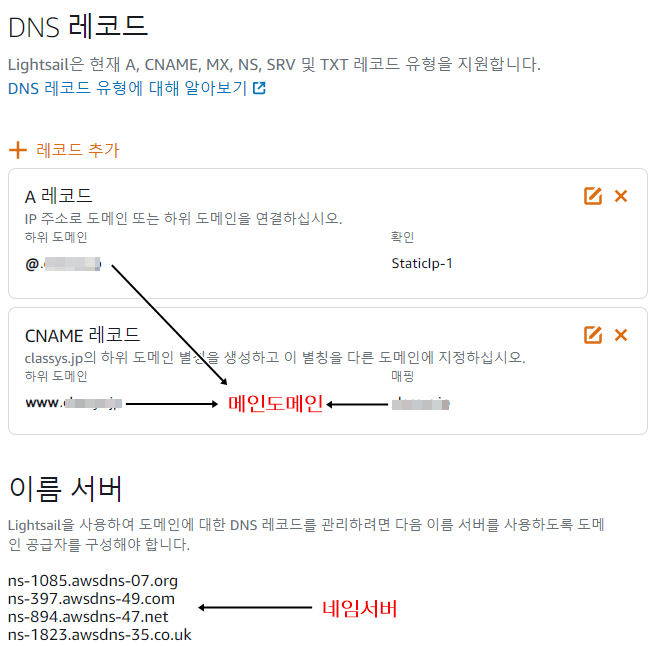 DNS 레코드
Lightsail은 현재 A, CNAME, MX, NS, SRV 및 TXT 레코드 유형을 지원합니다.
DNS 레코드 유형에 대해 알아보기
레코드 추가
A 레코드
IP 주소로 도메인 또는 하위 도메인을 연결하십시오.
하위 도메인 확인
@. StaticIp-1
CNAME 레코드
classys.jp의 하위 도메인 별칭을 생성하고 이 별칭을 다른 도메인에 지정하십시오.
하위 도메인 매핑
www. 메인도메인
이름 서버
Lightsail을 사용하여 도메인에 대한 DNS 레코드를 관리하려면 다음 이름 서버를 사용하도록 도메
인 공급자를 구성해야 합니다.
ns-1085.awsdns-07.org
ns-397.awsdns-49.com
네임서버
ns-894.awsdns-47.net
ns-1823.awsdns-35.co.uk